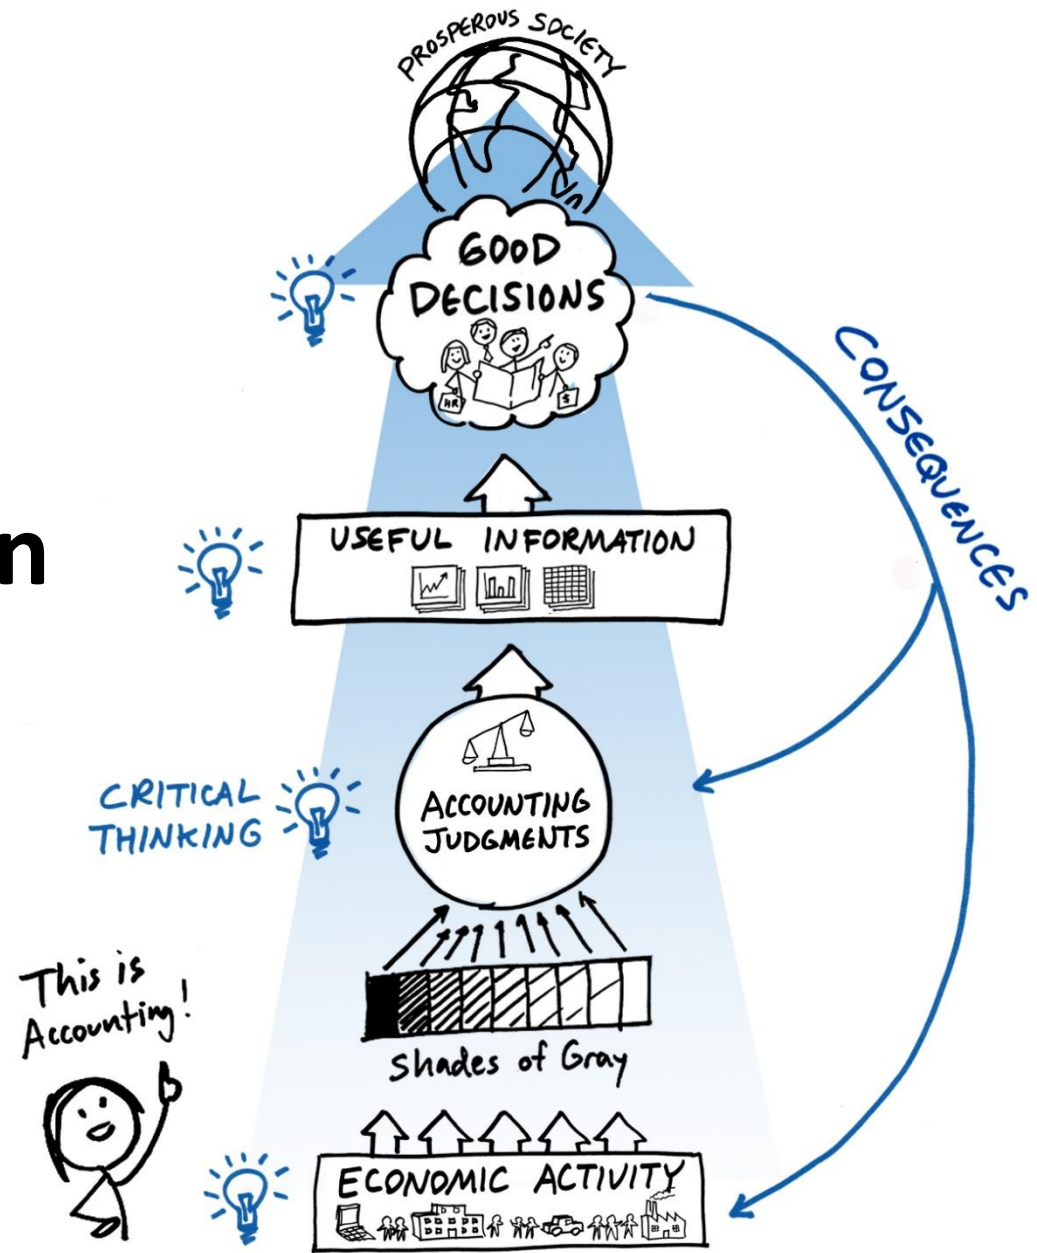 PROSPEROUS SOCIETY
GOOD
DECISIONS
HR
$
CONSEQUENCES
n
USEFUL INFORMATION
CRITICAL
THINKING
ACCOUNTING
JUDGMENTS
This is
Accounting!
Shades of Gray
ECONOMIC ACTIVITY